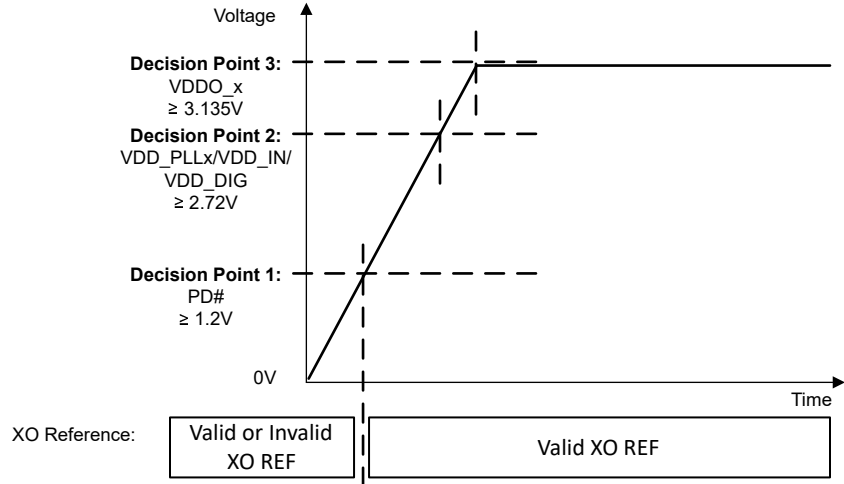 Voltage
Decision Point 3:
VDDO_x
≥ 3.135V
Decision Point 2:
VDD_PLLx/VDD_IN/
VDD_DIG
≥ 2.72V
Decision Point 1:
PD#
≥ 1.2V
0V
Time
XO Reference:
Valid or Invalid
XO REF
Valid XO REF